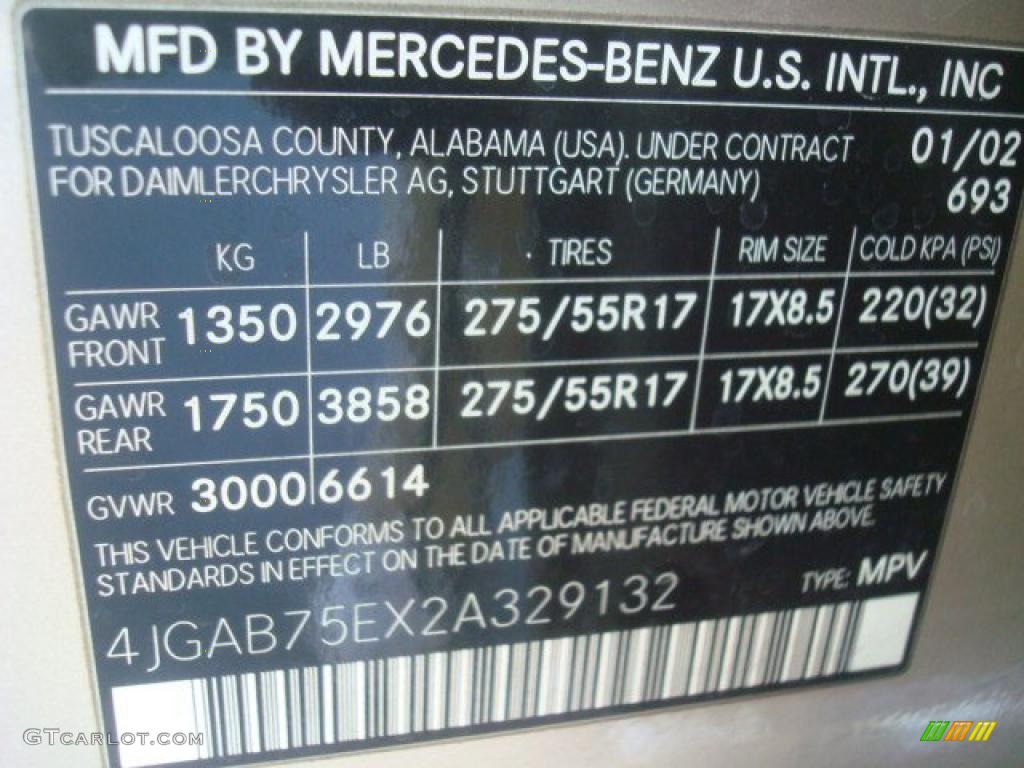 MFD BY MERCEDES-BENZ U.S. INTL., INC
TUSCALOOSA COUNTY, ALABAMA (USA). UNDER CONTRACT 01/02
FOR DAIMLERCHRYSLER AG, STUTTGART (GERMANY) 693
KG LB TIRES RIM SIZE COLD KPA (PSI)
GAWR FRONT 1350 2976 275/55R17 17X8.5 220(32)
GAWR REAR 1750 3858 275/55R17 17X8.5 270(39)
GVWR 3000 6614
THIS VEHICLE CONFORMS TO ALL APPLICABLE FEDERAL MOTOR VEHICLE SAFETY
STANDARDS IN EFFECT ON THE DATE OF MANUFACTURE SHOWN ABOVE.
4JGAB75EX2A329132 TYPE: MPV
GTcarlot.com